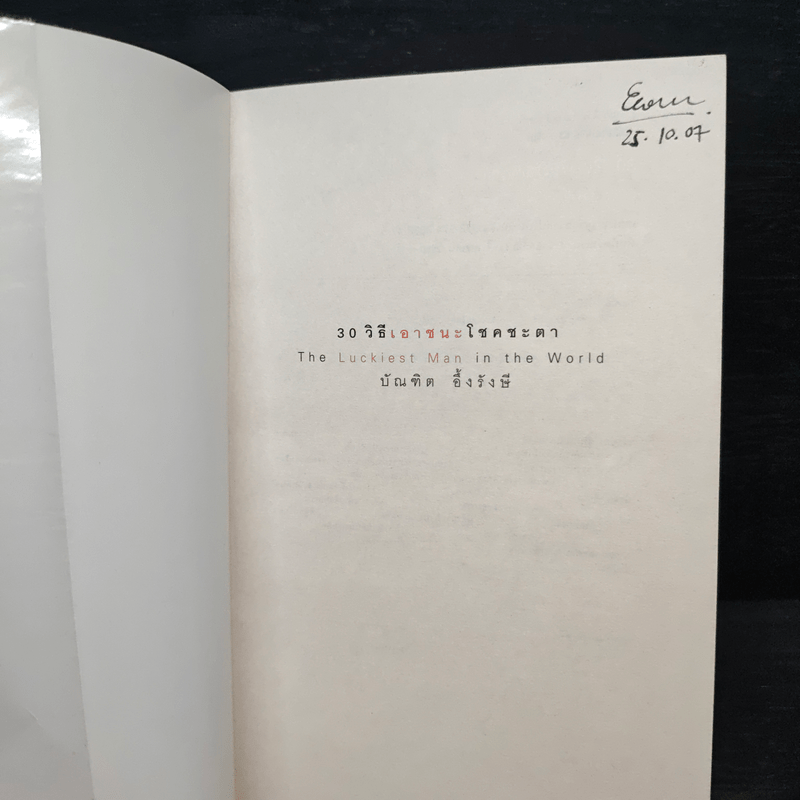 25.10.07
30 วิธีเอาชนะโชคชะตา
The Luckiest Man in the World
บัณฑิต อึ้งรังษี